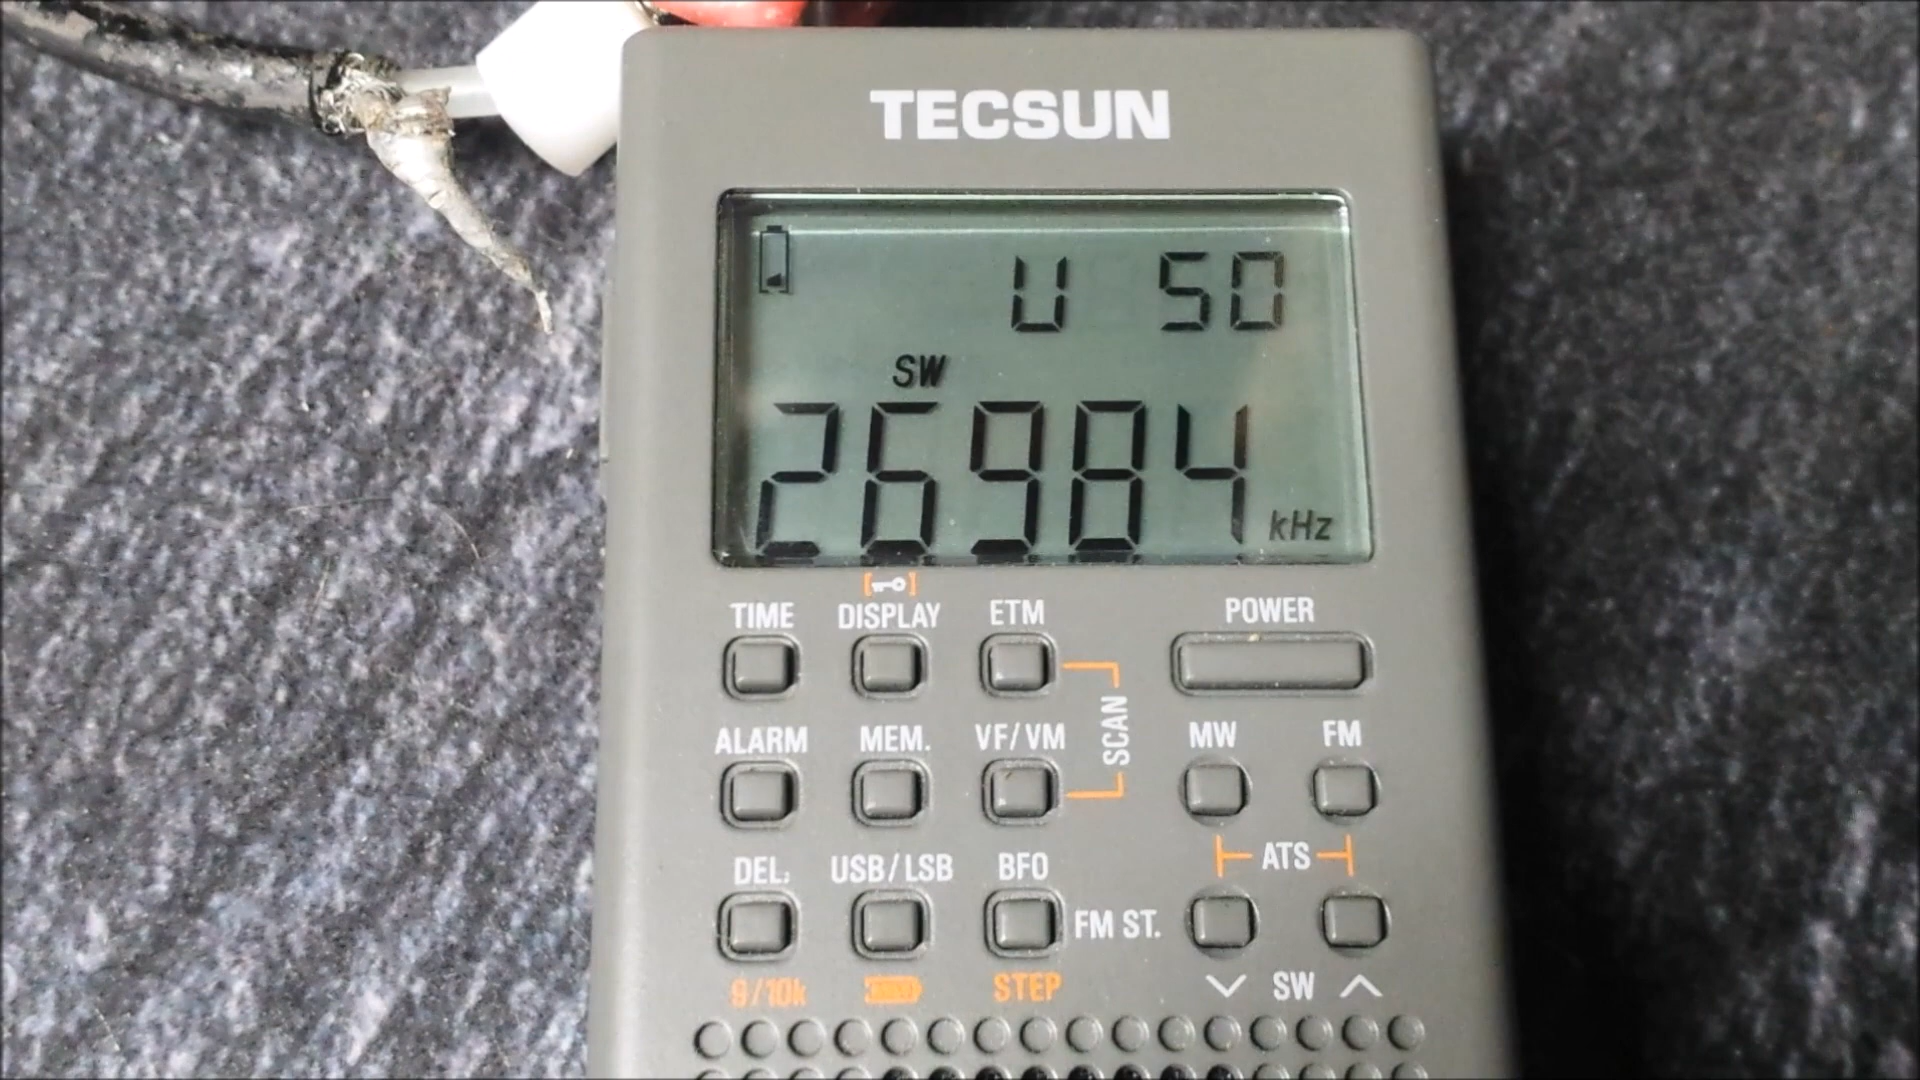 TECSUN
U 50
SW
26984 kHz
TIME DISPLAY ETM POWER
SCAN
ALARM MEM. VF/VM MW FM
ATS
DEL. USB/LSB BFO
FM ST.
9/10k STEP SW